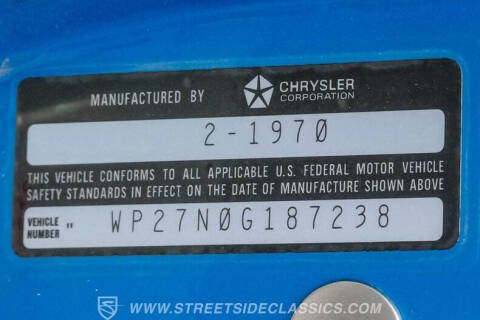 MANUFACTURED BY CHRYSLER CORPORATION
2-1970
THIS VEHICLE CONFORMS TO ALL APPLICABLE U.S. FEDERAL MOTOR VEHICLE
SAFETY STANDARDS IN EFFECT ON THE DATE OF MANUFACTURE SHOWN ABOVE
VEHICLE NUMBER " WP27N0G187238
WWW.STREETSIDECLASSICS.COM